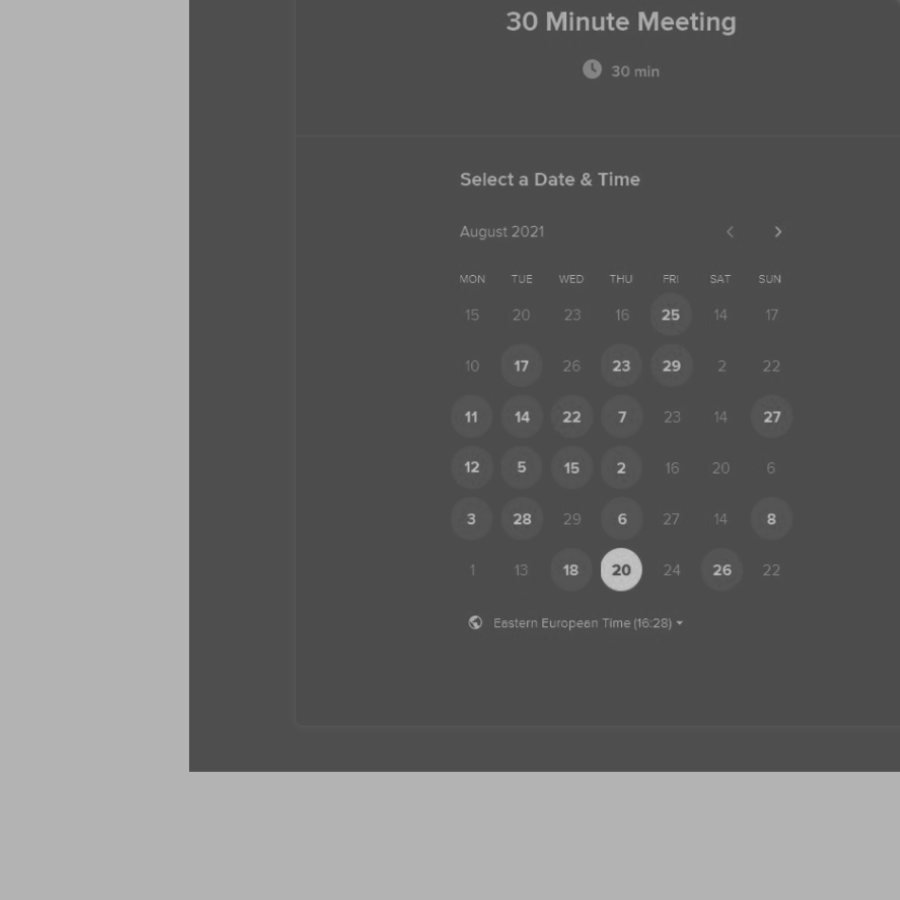 30 Minute Meeting
30 min
Select a Date & Time
August 2021
MON TUE WED THU FRI SAT SUN
15 20 23 16 25 14 17
10 17 26 23 29 2 22
11 14 22 7 23 14 27
12 5 15 2 16 20 6
3 28 29 6 27 14 8
1 13 18 20 24 26 22
Eastern European Time (16:28)